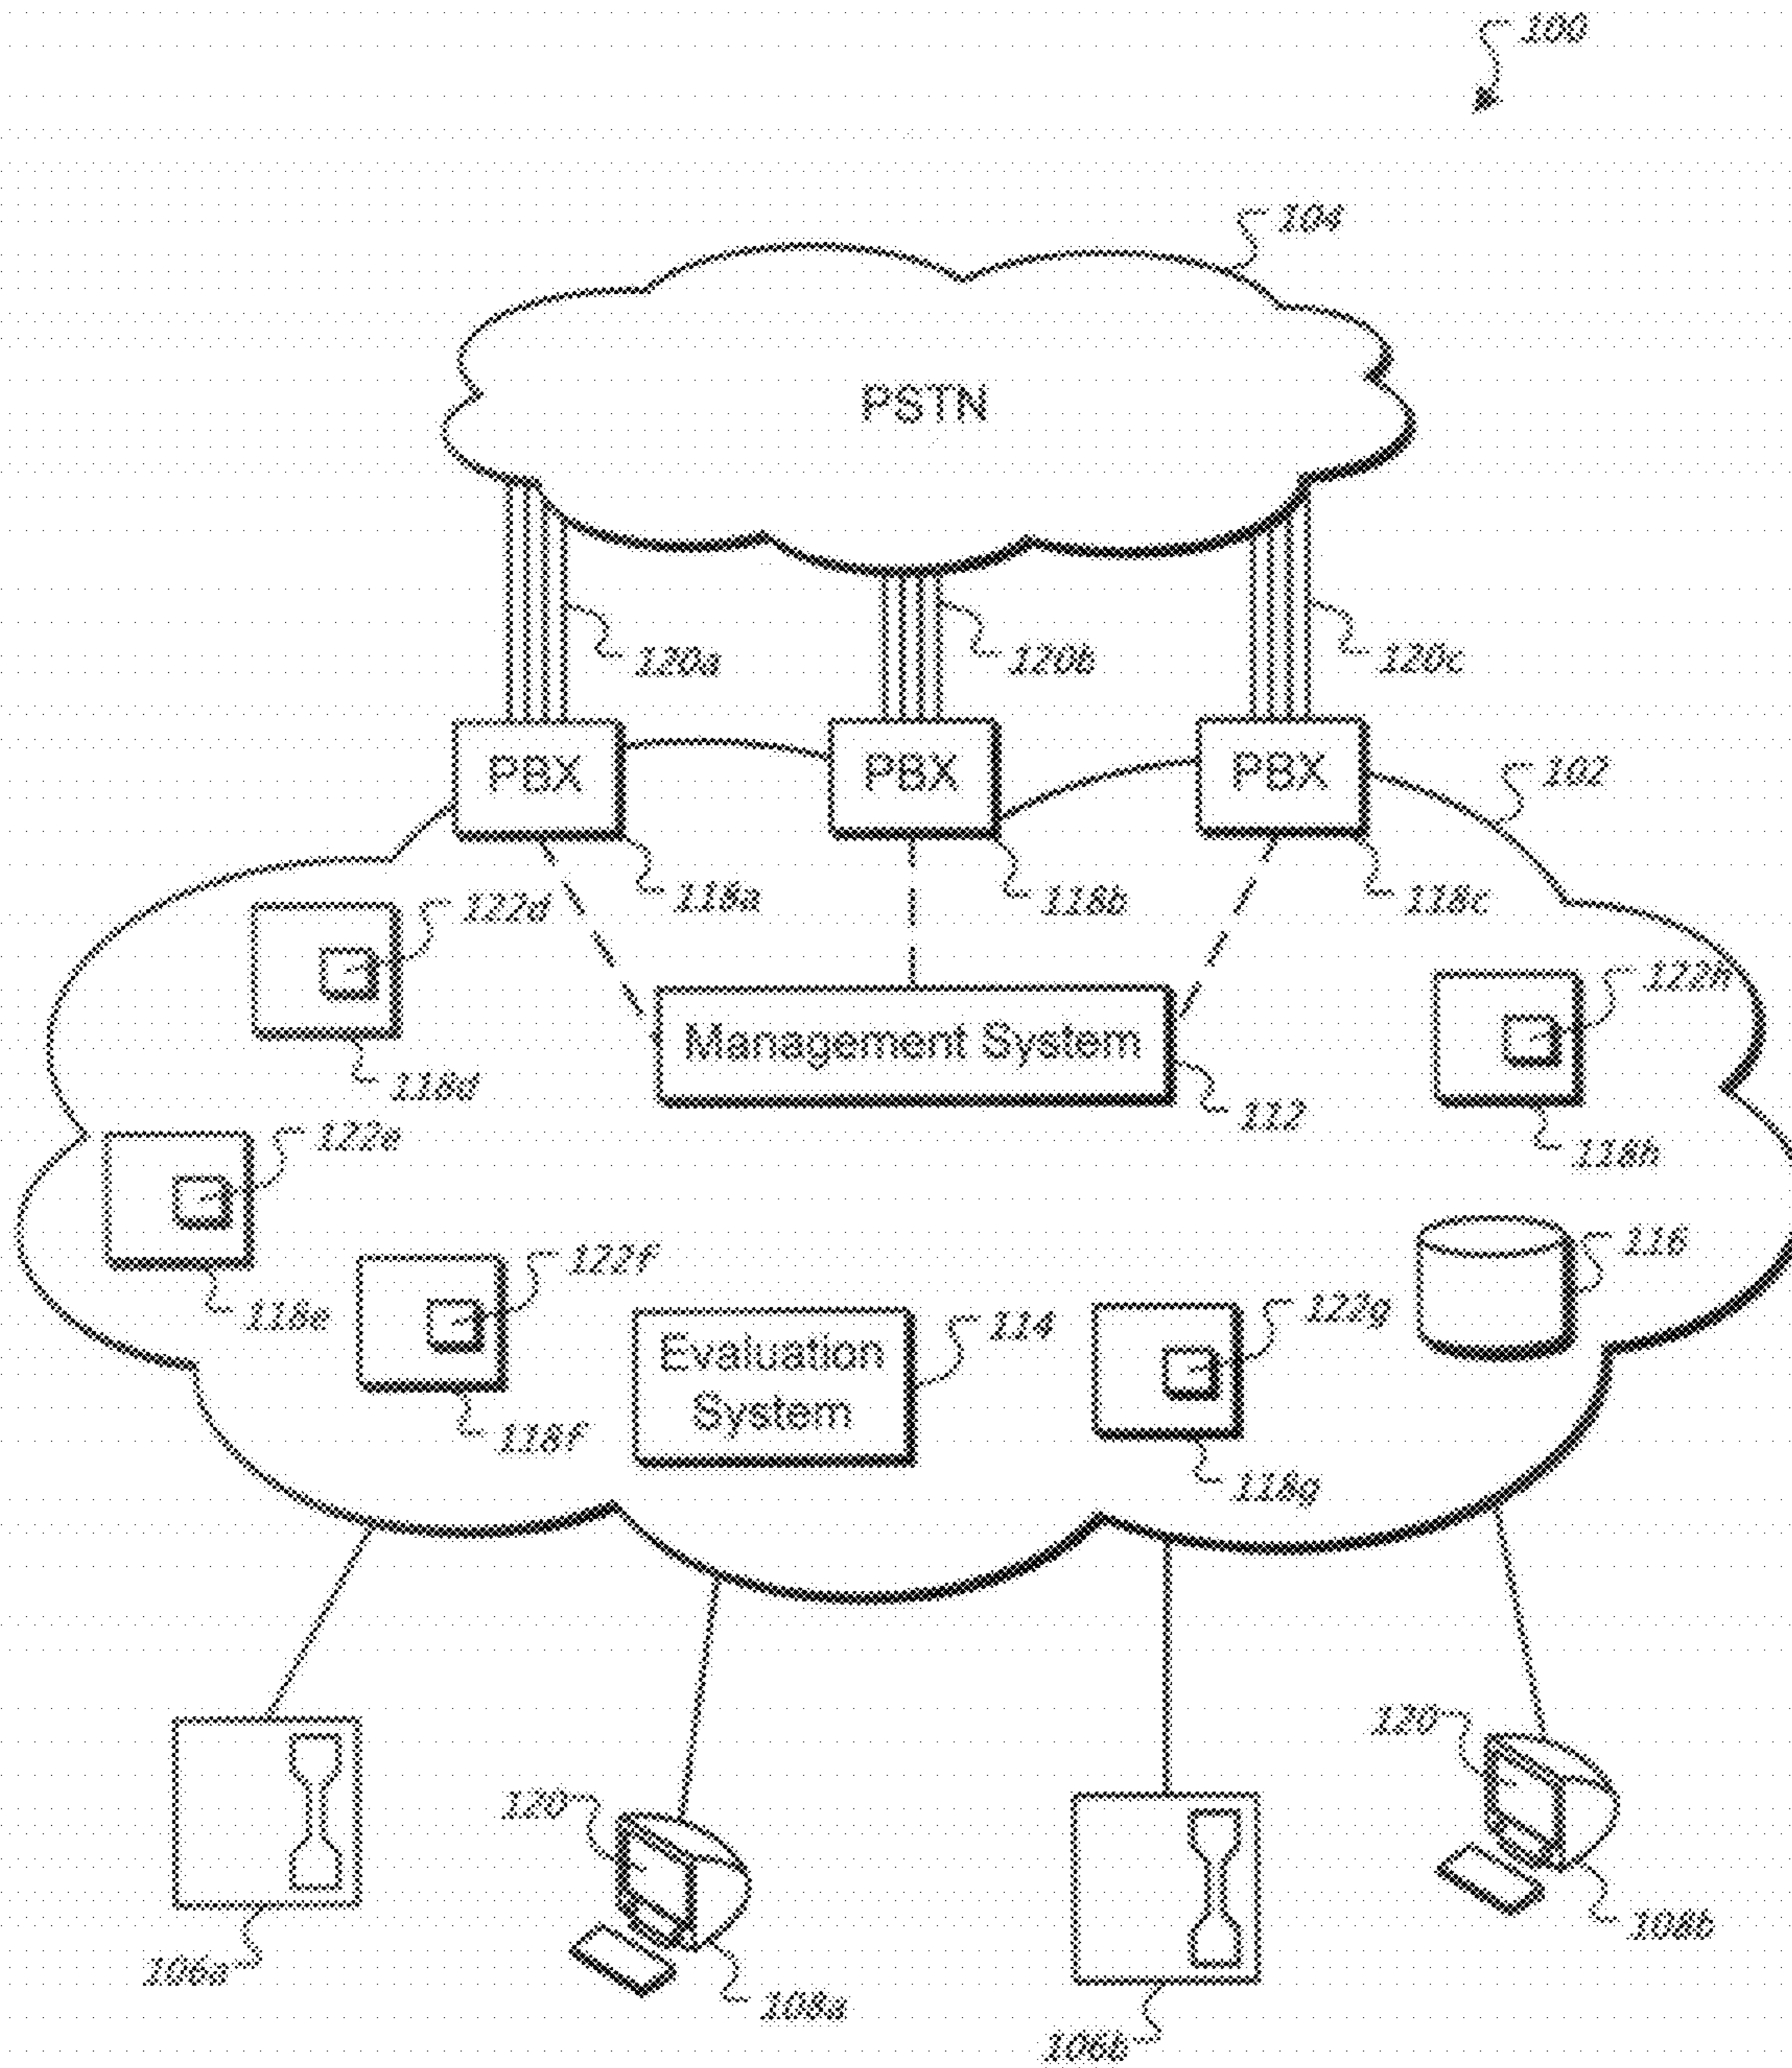 100
104
PSTN
120a
120b
120c
PBX
PBX
PBX
102
118a
118b
118c
122d
122h
Management System
118d
112
122e
118h
122f
116
118e
122g
114
Evaluation
System
118f
118g
120
120
108b
106a
108a
106b